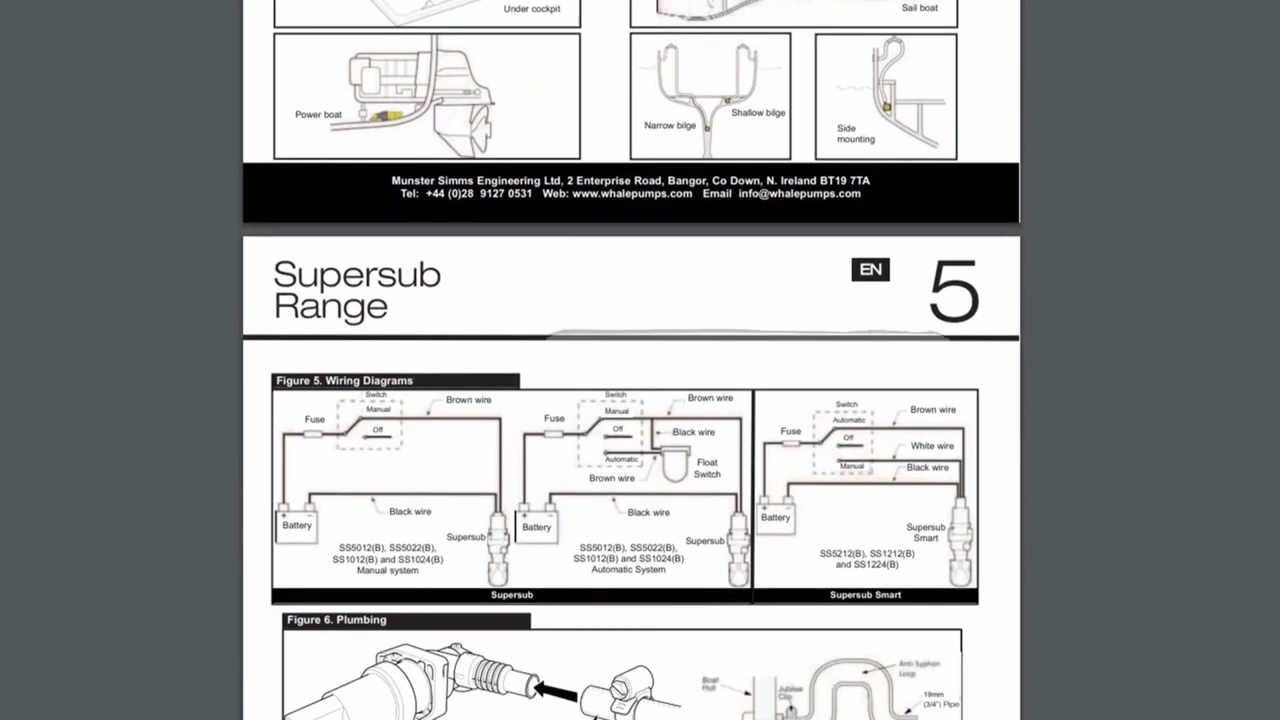 Under cockpit
Sail boat
Power boat
Narrow bilge
Shallow bilge
Side
mounting
Munster Simms Engineering Ltd, 2 Enterprise Road, Bangor, Co Down, N. Ireland BT19 7TA
Tel: +44 (0)28 9127 0531 Web: www.whalepumps.com Email info@whalepumps.com
Supersub
Range
EN
5
Figure 5. Wiring Diagrams
Switch
Manual
Off
Fuse
Brown wire
Battery
+ −
Black wire
Supersub
SS5012(B), SS5022(B),
SS1012(B) and SS1024(B)
Manual system
Switch
Manual
Off
Automatic
Fuse
Brown wire
Black wire
Float
Switch
Brown wire
Battery
+ −
Black wire
Supersub
SS5012(B), SS5022(B),
SS1012(B) and SS1024(B)
Automatic System
Supersub
Switch
Automatic
Off
Manual
Fuse
Brown wire
White wire
Black wire
Battery
+ −
Supersub
Smart
SS5212(B), SS1212(B)
and SS1224(B)
Supersub Smart
Figure 6. Plumbing
Boat
Hull
Jubilee
Clip
Anti Syphon
Loop
19mm
(3/4") Pipe